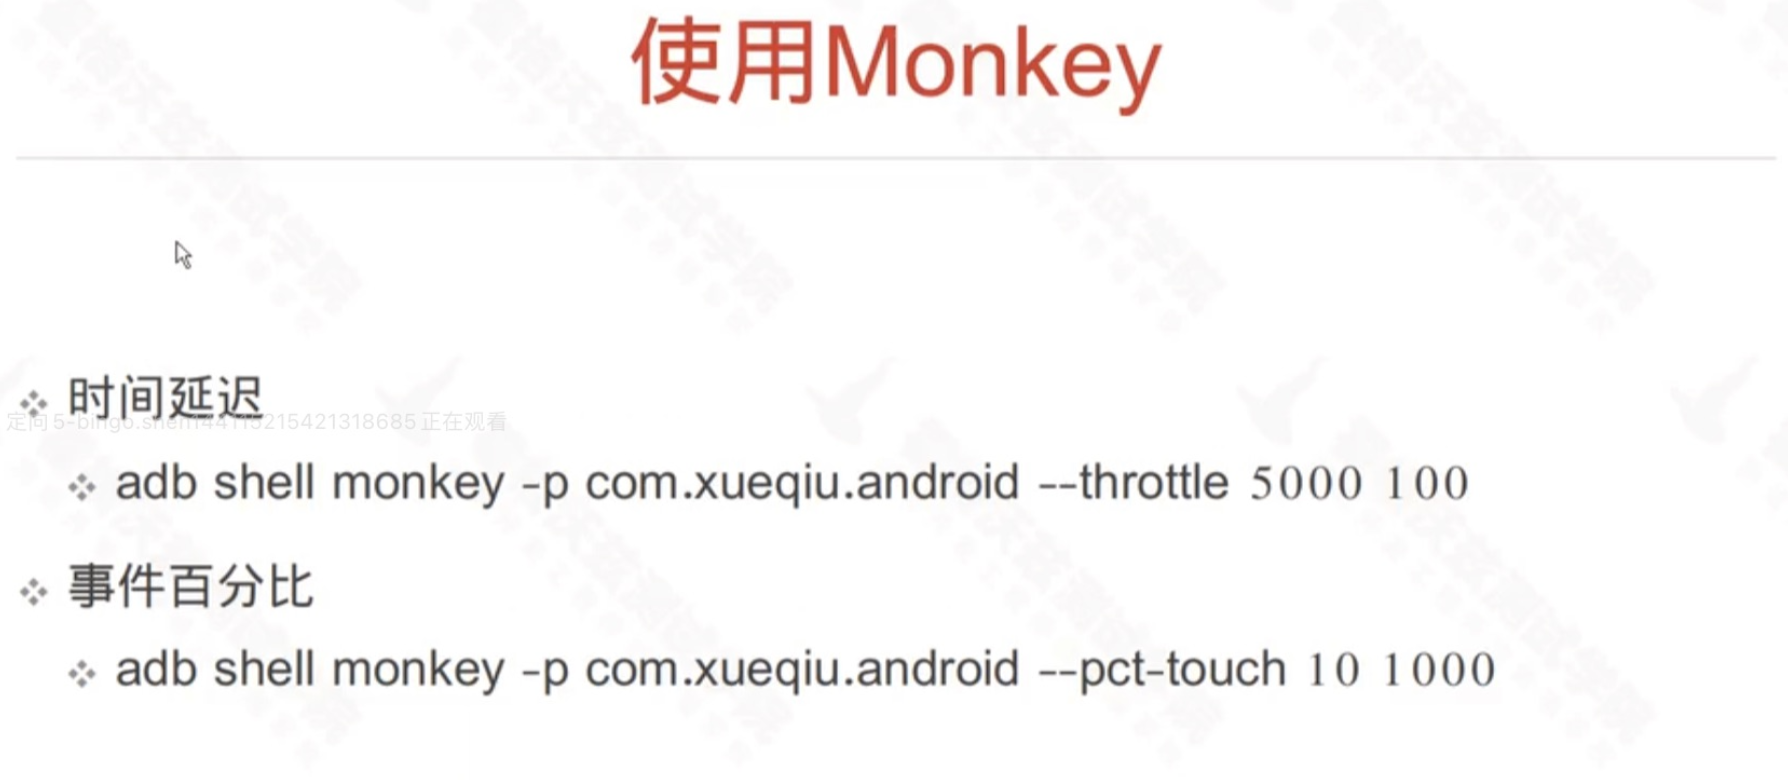 使用Monkey
时间延迟
adb shell monkey -p com.xueqiu.android --throttle 5000 100
事件百分比
adb shell monkey -p com.xueqiu.android --pct-touch 10 1000